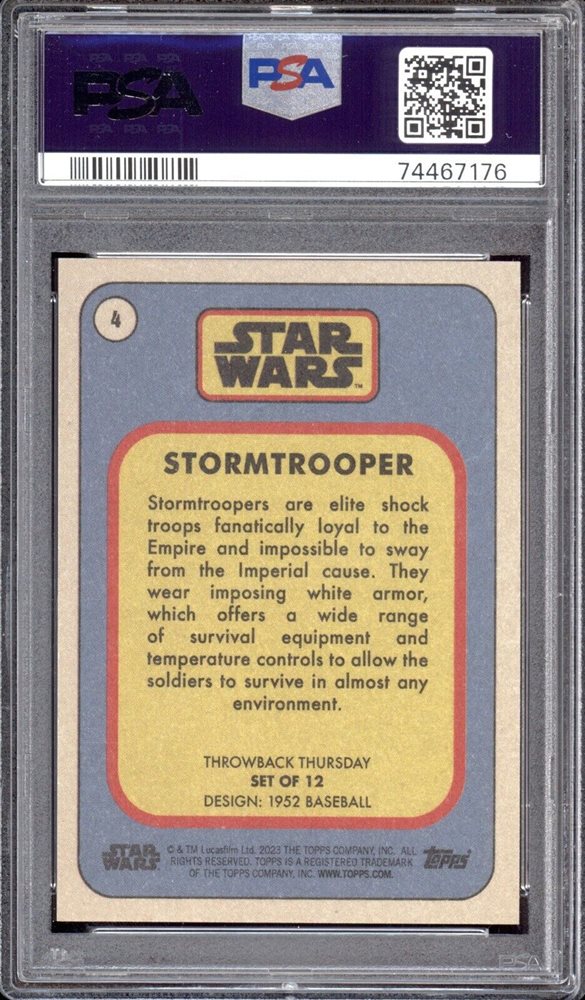 PSA
PSA
74467176
4
STAR
WARS™
STORMTROOPER
Stormtroopers are elite shock
troops fanatically loyal to the
Empire and impossible to sway
from the Imperial cause. They
wear imposing white armor,
which offers a wide range
of survival equipment and
temperature controls to allow the
soldiers to survive in almost any
environment.
THROWBACK THURSDAY
SET OF 12
DESIGN: 1952 BASEBALL
STAR
WARS
© & TM Lucasfilm Ltd. 2023 THE TOPPS COMPANY, INC. ALL
RIGHTS RESERVED. TOPPS IS A REGISTERED TRADEMARK
OF THE TOPPS COMPANY, INC. WWW.TOPPS.COM.
topps
PSA